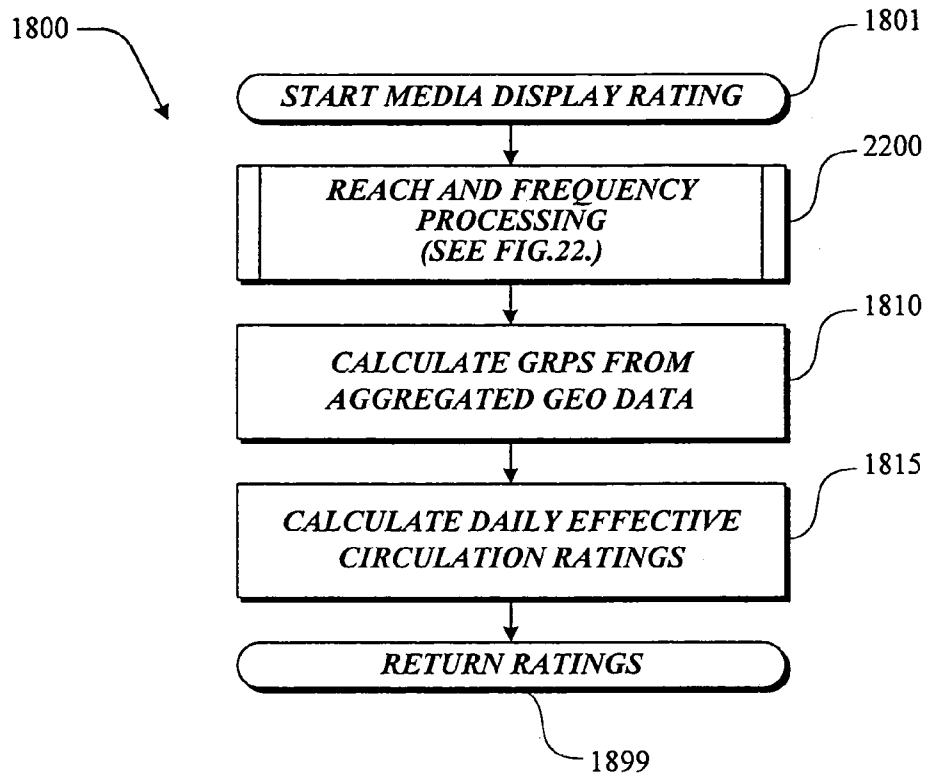 1800
1801
START MEDIA DISPLAY RATING
2200
REACH AND FREQUENCY
PROCESSING
(SEE FIG.22.)
1810
CALCULATE GRPS FROM
AGGREGATED GEO DATA
1815
CALCULATE DAILY EFFECTIVE
CIRCULATION RATINGS
RETURN RATINGS
1899